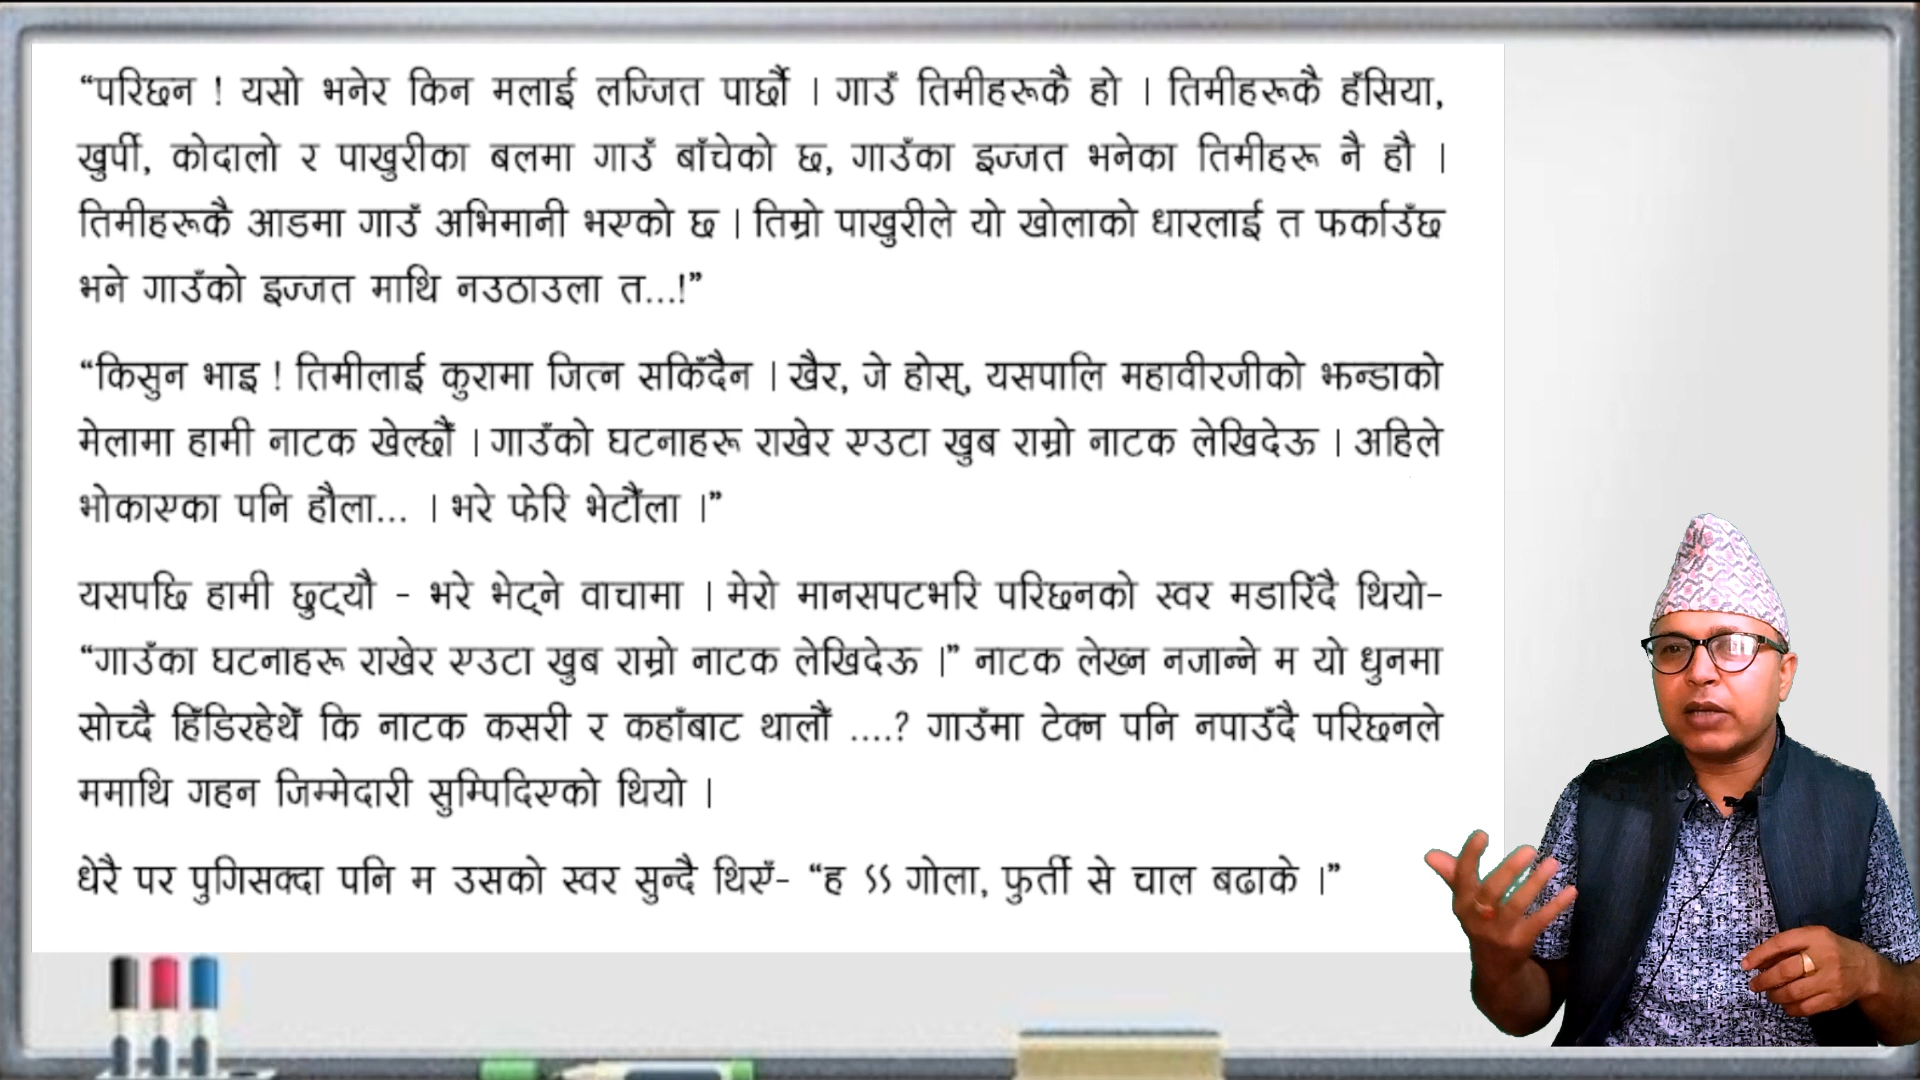 “परिछन ! यसो भनेर किन मलाई लज्जित पार्छौ । गाउँ तिमीहरूकै हो । तिमीहरूकै हँसिया,
खुर्पी, कोदालो र पाखुरीका बलमा गाउँ बाँचेको छ, गाउँका इज्जत भनेका तिमीहरू नै हौ ।
तिमीहरूकै आडमा गाउँ अभिमानी भएको छ । तिम्रो पाखुरीले यो खोलाको धारलाई त फर्काउँछ
भने गाउँको इज्जत माथि नउठाउला त...!”
“किसुन भाइ ! तिमीलाई कुरामा जित्न सकिँदैन । खैर, जे होस्, यसपालि महावीरजीको झन्डाको
मेलामा हामी नाटक खेल्छौँ । गाउँको घटनाहरू राखेर एउटा खुब राम्रो नाटक लेखिदेऊ । अहिले
भोकाएका पनि हौला... । भरे फेरि भेटौँला ।”
यसपछि हामी छुट्यौ - भरे भेट्ने वाचामा । मेरो मानसपटभरि परिछनको स्वर मडारिँदै थियो-
“गाउँका घटनाहरू राखेर एउटा खुब राम्रो नाटक लेखिदेऊ ।” नाटक लेख्न नजान्ने म यो धुनमा
सोच्दै हिँडिरहेथेँ कि नाटक कसरी र कहाँबाट थालौँ ....? गाउँमा टेक्न पनि नपाउँदै परिछनले
ममाथि गहन जिम्मेदारी सुम्पिदिएको थियो ।
धेरै पर पुगिसक्दा पनि म उसको स्वर सुन्दै थिएँ- “ह ऽऽ गोला, फुर्ती से चाल बढाके ।”